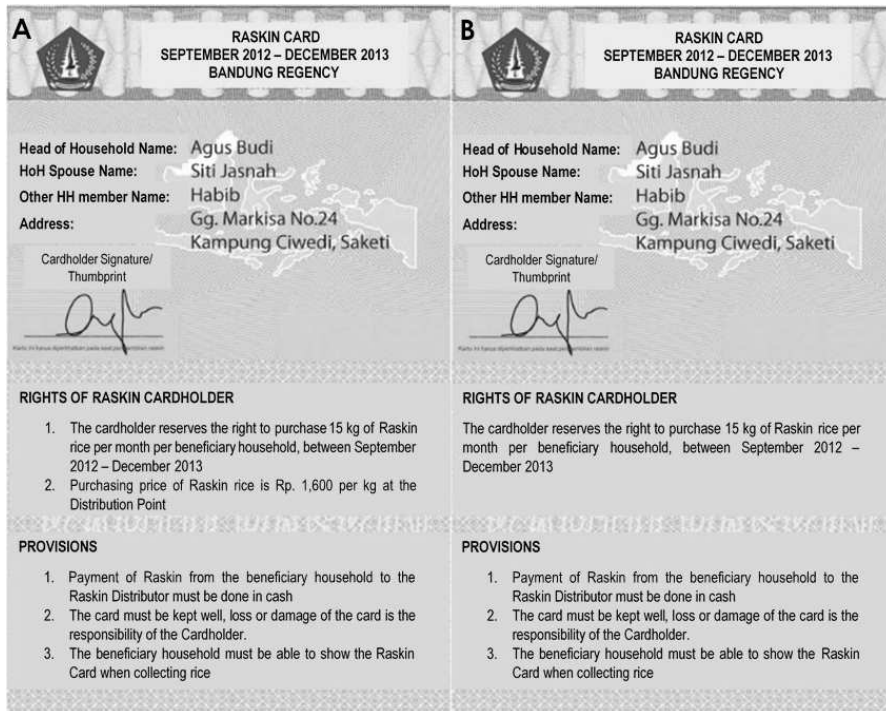 A
RASKIN CARD
SEPTEMBER 2012 – DECEMBER 2013
BANDUNG REGENCY
Head of Household Name: Agus Budi
HoH Spouse Name: Siti Jasnah
Other HH member Name: Habib
Address: Gg. Markisa No.24
Kampung Ciwedi, Saketi
Cardholder Signature/
Thumbprint
RIGHTS OF RASKIN CARDHOLDER
1. The cardholder reserves the right to purchase 15 kg of Raskin
rice per month per beneficiary household, between September
2012 – December 2013
2. Purchasing price of Raskin rice is Rp. 1,600 per kg at the
Distribution Point
PROVISIONS
1. Payment of Raskin from the beneficiary household to the
Raskin Distributor must be done in cash
2. The card must be kept well, loss or damage of the card is the
responsibility of the Cardholder.
3. The beneficiary household must be able to show the Raskin
Card when collecting rice
B
RASKIN CARD
SEPTEMBER 2012 – DECEMBER 2013
BANDUNG REGENCY
Head of Household Name: Agus Budi
HoH Spouse Name: Siti Jasnah
Other HH member Name: Habib
Address: Gg. Markisa No.24
Kampung Ciwedi, Saketi
Cardholder Signature/
Thumbprint
RIGHTS OF RASKIN CARDHOLDER
The cardholder reserves the right to purchase 15 kg of Raskin rice per
month per beneficiary household, between September 2012 –
December 2013
PROVISIONS
1. Payment of Raskin from the beneficiary household to the
Raskin Distributor must be done in cash
2. The card must be kept well, loss or damage of the card is the
responsibility of the Cardholder.
3. The beneficiary household must be able to show the Raskin
Card when collecting rice